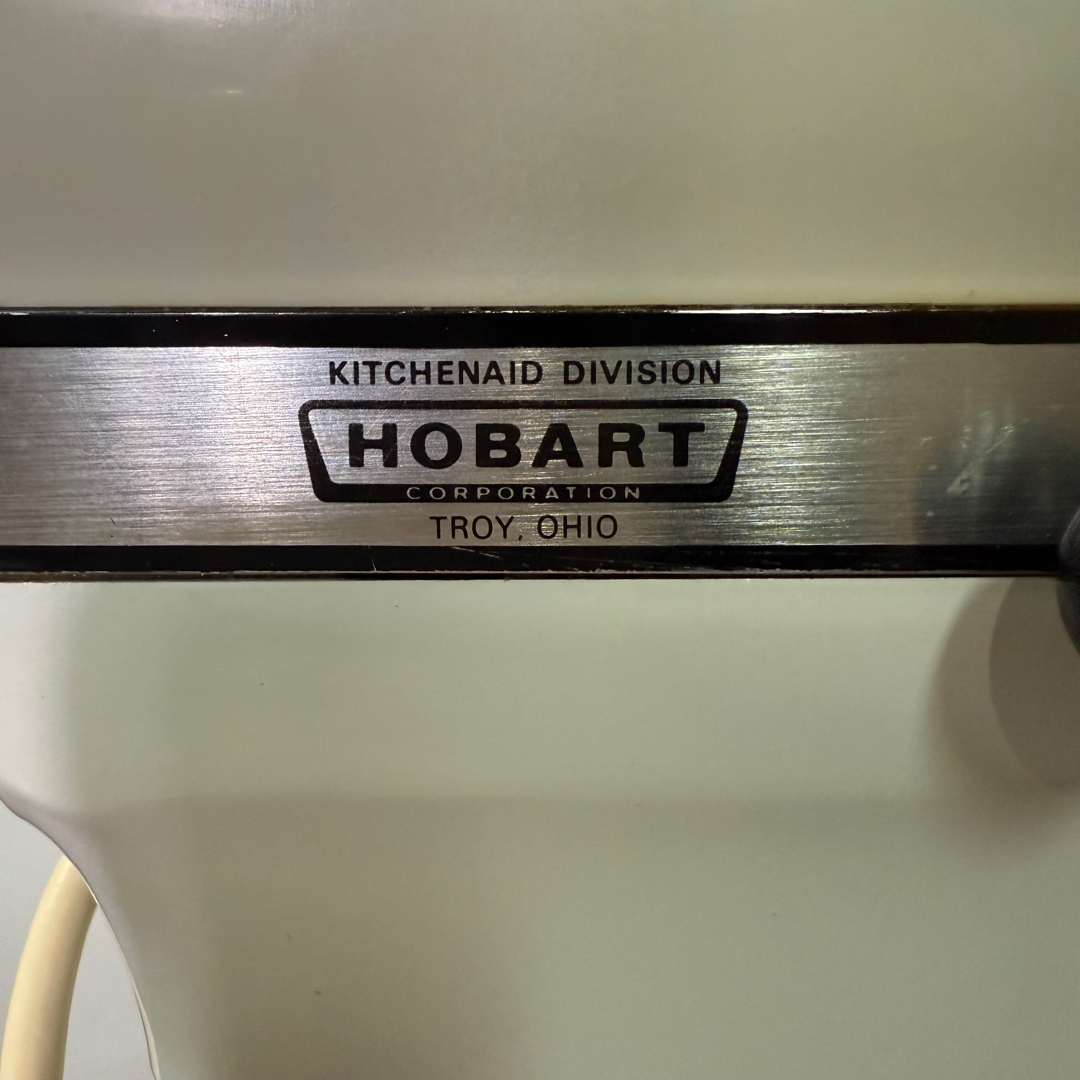 KITCHENAID DIVISION
HOBART
CORPORATION
TROY, OHIO